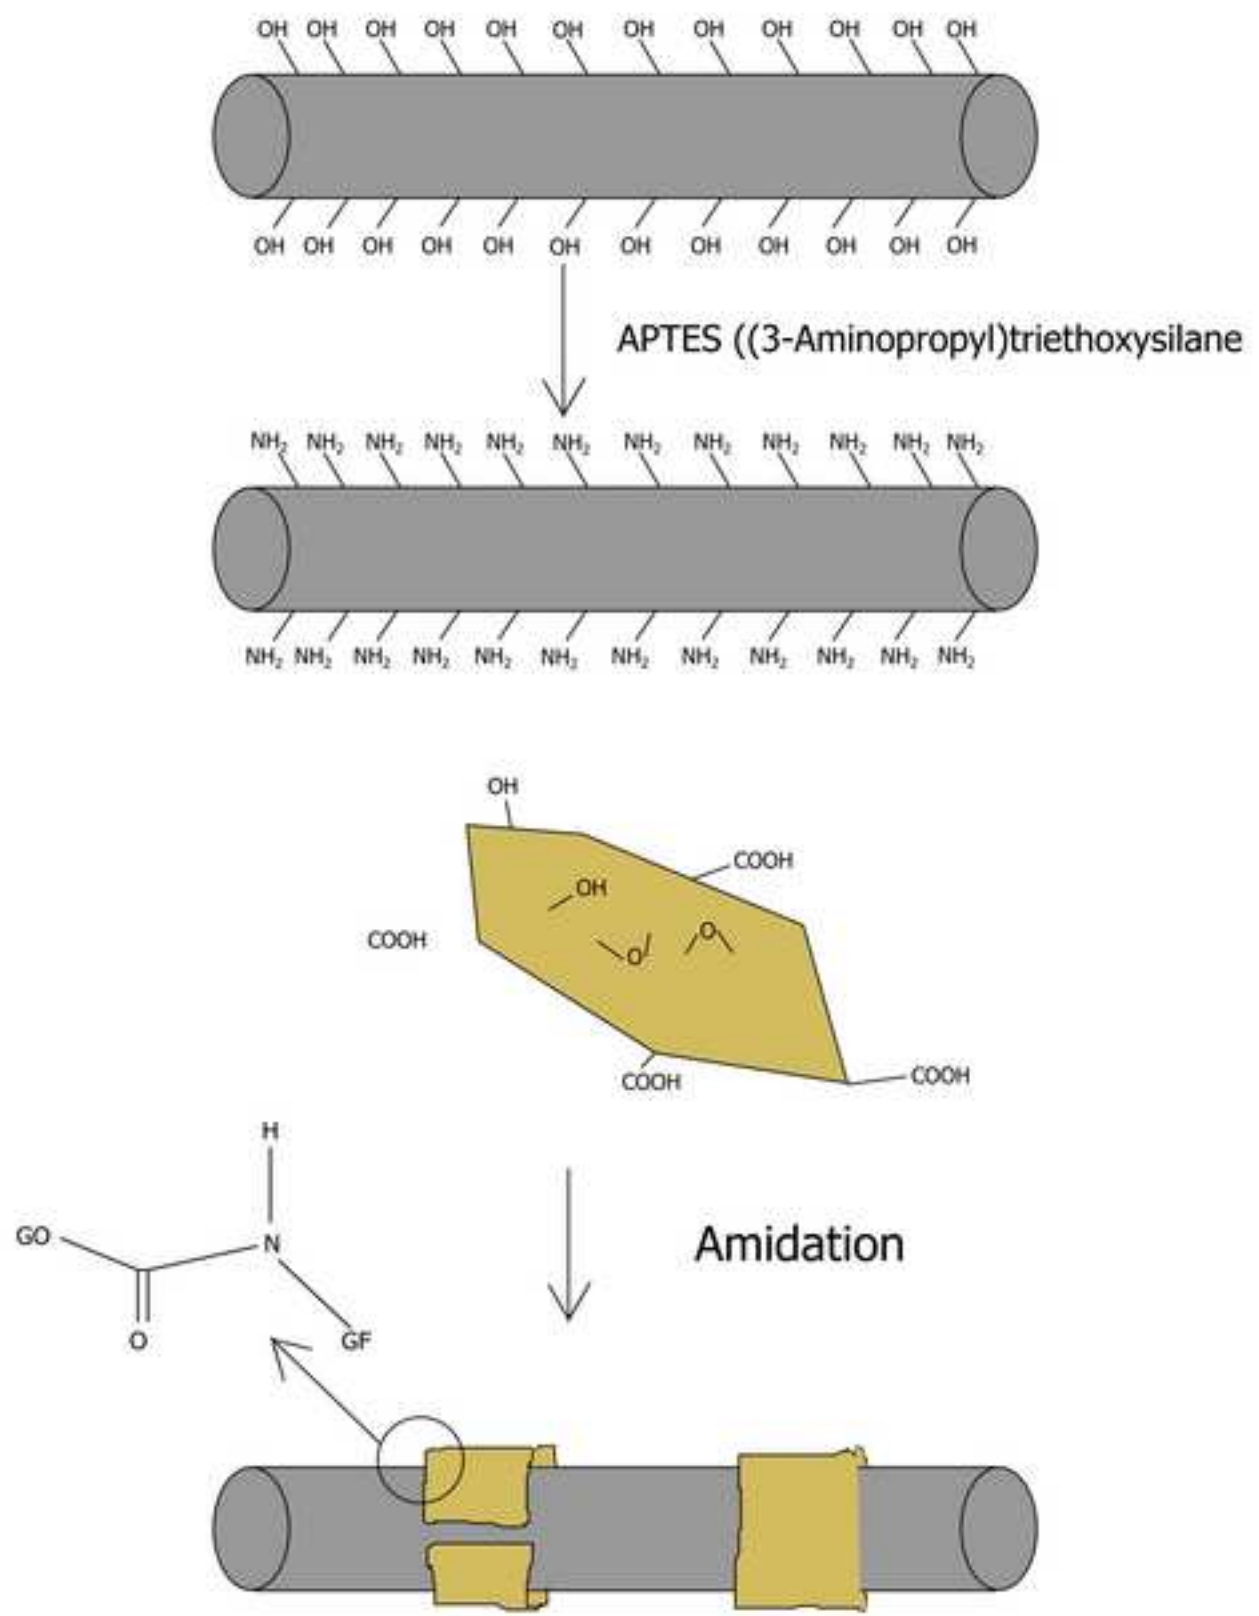 OH OH OH OH OH OH OH OH OH OH OH OH
OH OH OH OH OH OH OH OH OH OH OH OH
APTES ((3-Aminopropyl)triethoxysilane
NH₂ NH₂ NH₂ NH₂ NH₂ NH₂ NH₂ NH₂ NH₂ NH₂ NH₂ NH₂
NH₂ NH₂ NH₂ NH₂ NH₂ NH₂ NH₂ NH₂ NH₂ NH₂ NH₂ NH₂
OH
COOH
OH
COOH
O
O
COOH
COOH
H
GO
N
Amidation
O
GF